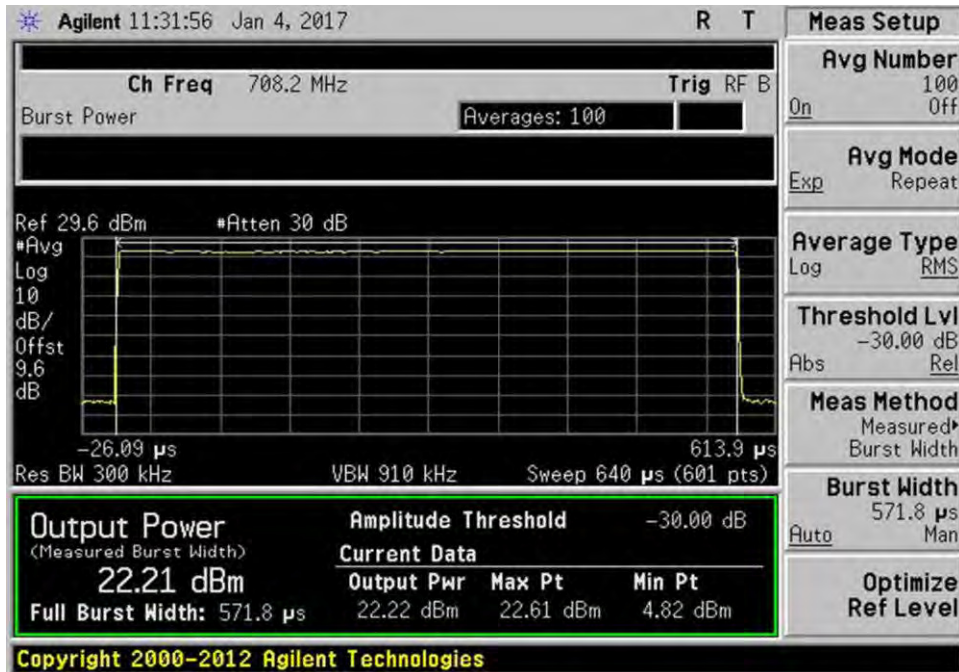 Agilent 11:31:56 Jan 4, 2017 R T
Meas Setup
Ch Freq 708.2 MHz Trig RF B
Burst Power Averages: 100
Ref 29.6 dBm #Atten 30 dB
#Avg
Log
10
dB/
Offst
9.6
dB
-26.09 µs 613.9 µs
Res BW 300 kHz VBW 910 kHz Sweep 640 µs (601 pts)
Output Power
(Measured Burst Width)
22.21 dBm
Full Burst Width: 571.8 µs
Amplitude Threshold -30.00 dB
Current Data
Output Pwr Max Pt Min Pt
22.22 dBm 22.61 dBm 4.82 dBm
Avg Number
100
On Off
Avg Mode
Exp Repeat
Average Type
Log RMS
Threshold Lvl
-30.00 dB
Abs Rel
Meas Method
Measured
Burst Width
Burst Width
571.8 µs
Auto Man
Optimize
Ref Level
Copyright 2000-2012 Agilent Technologies